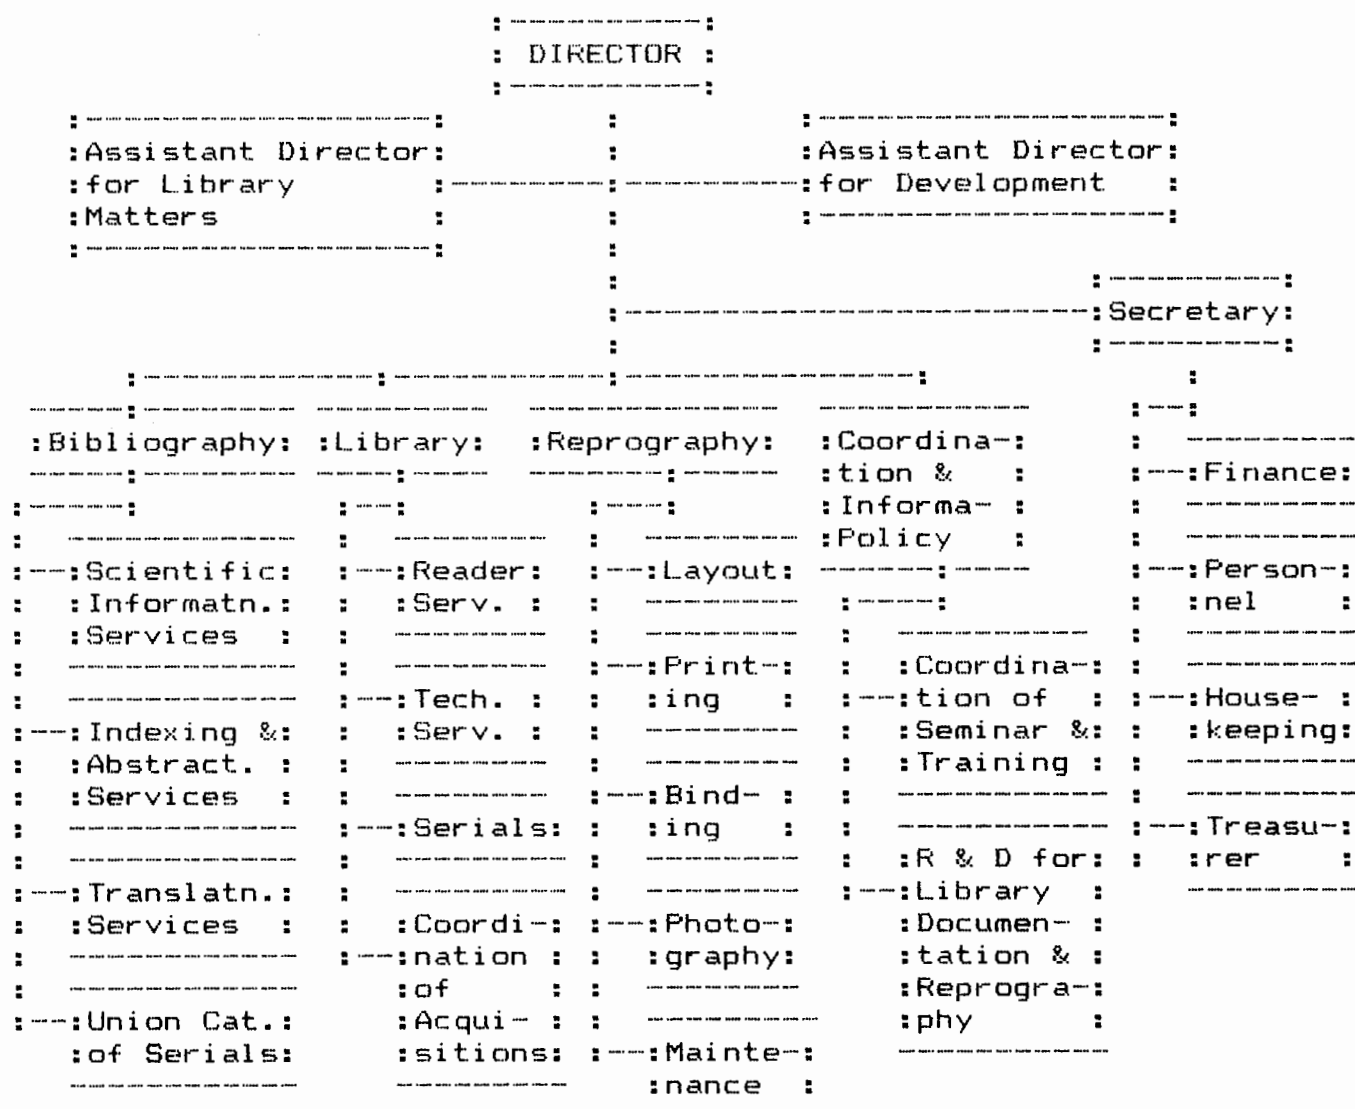 DIRECTOR
Assistant Director
for Library
Matters
Assistant Director
for Development
Secretary
Bibliography
Library
Reprography
Coordina-
tion &
Informa-
Policy
Scientific
Informatn.
Services
Indexing &
Abstract.
Services
Translatn.
Services
Union Cat.
of Serials
Reader
Serv.
Tech.
Serv.
Serials
Coordi-
nation
of
Acqui-
sitions
Layout
Print-
ing
Bind-
ing
Photo-
graphy
Mainte-
nance
Coordina-
tion of
Seminar &
Training
R & D for
Library
Documen-
tation &
Reprogra-
phy
Finance
Person-
nel
House-
keeping
Treasu-
rer